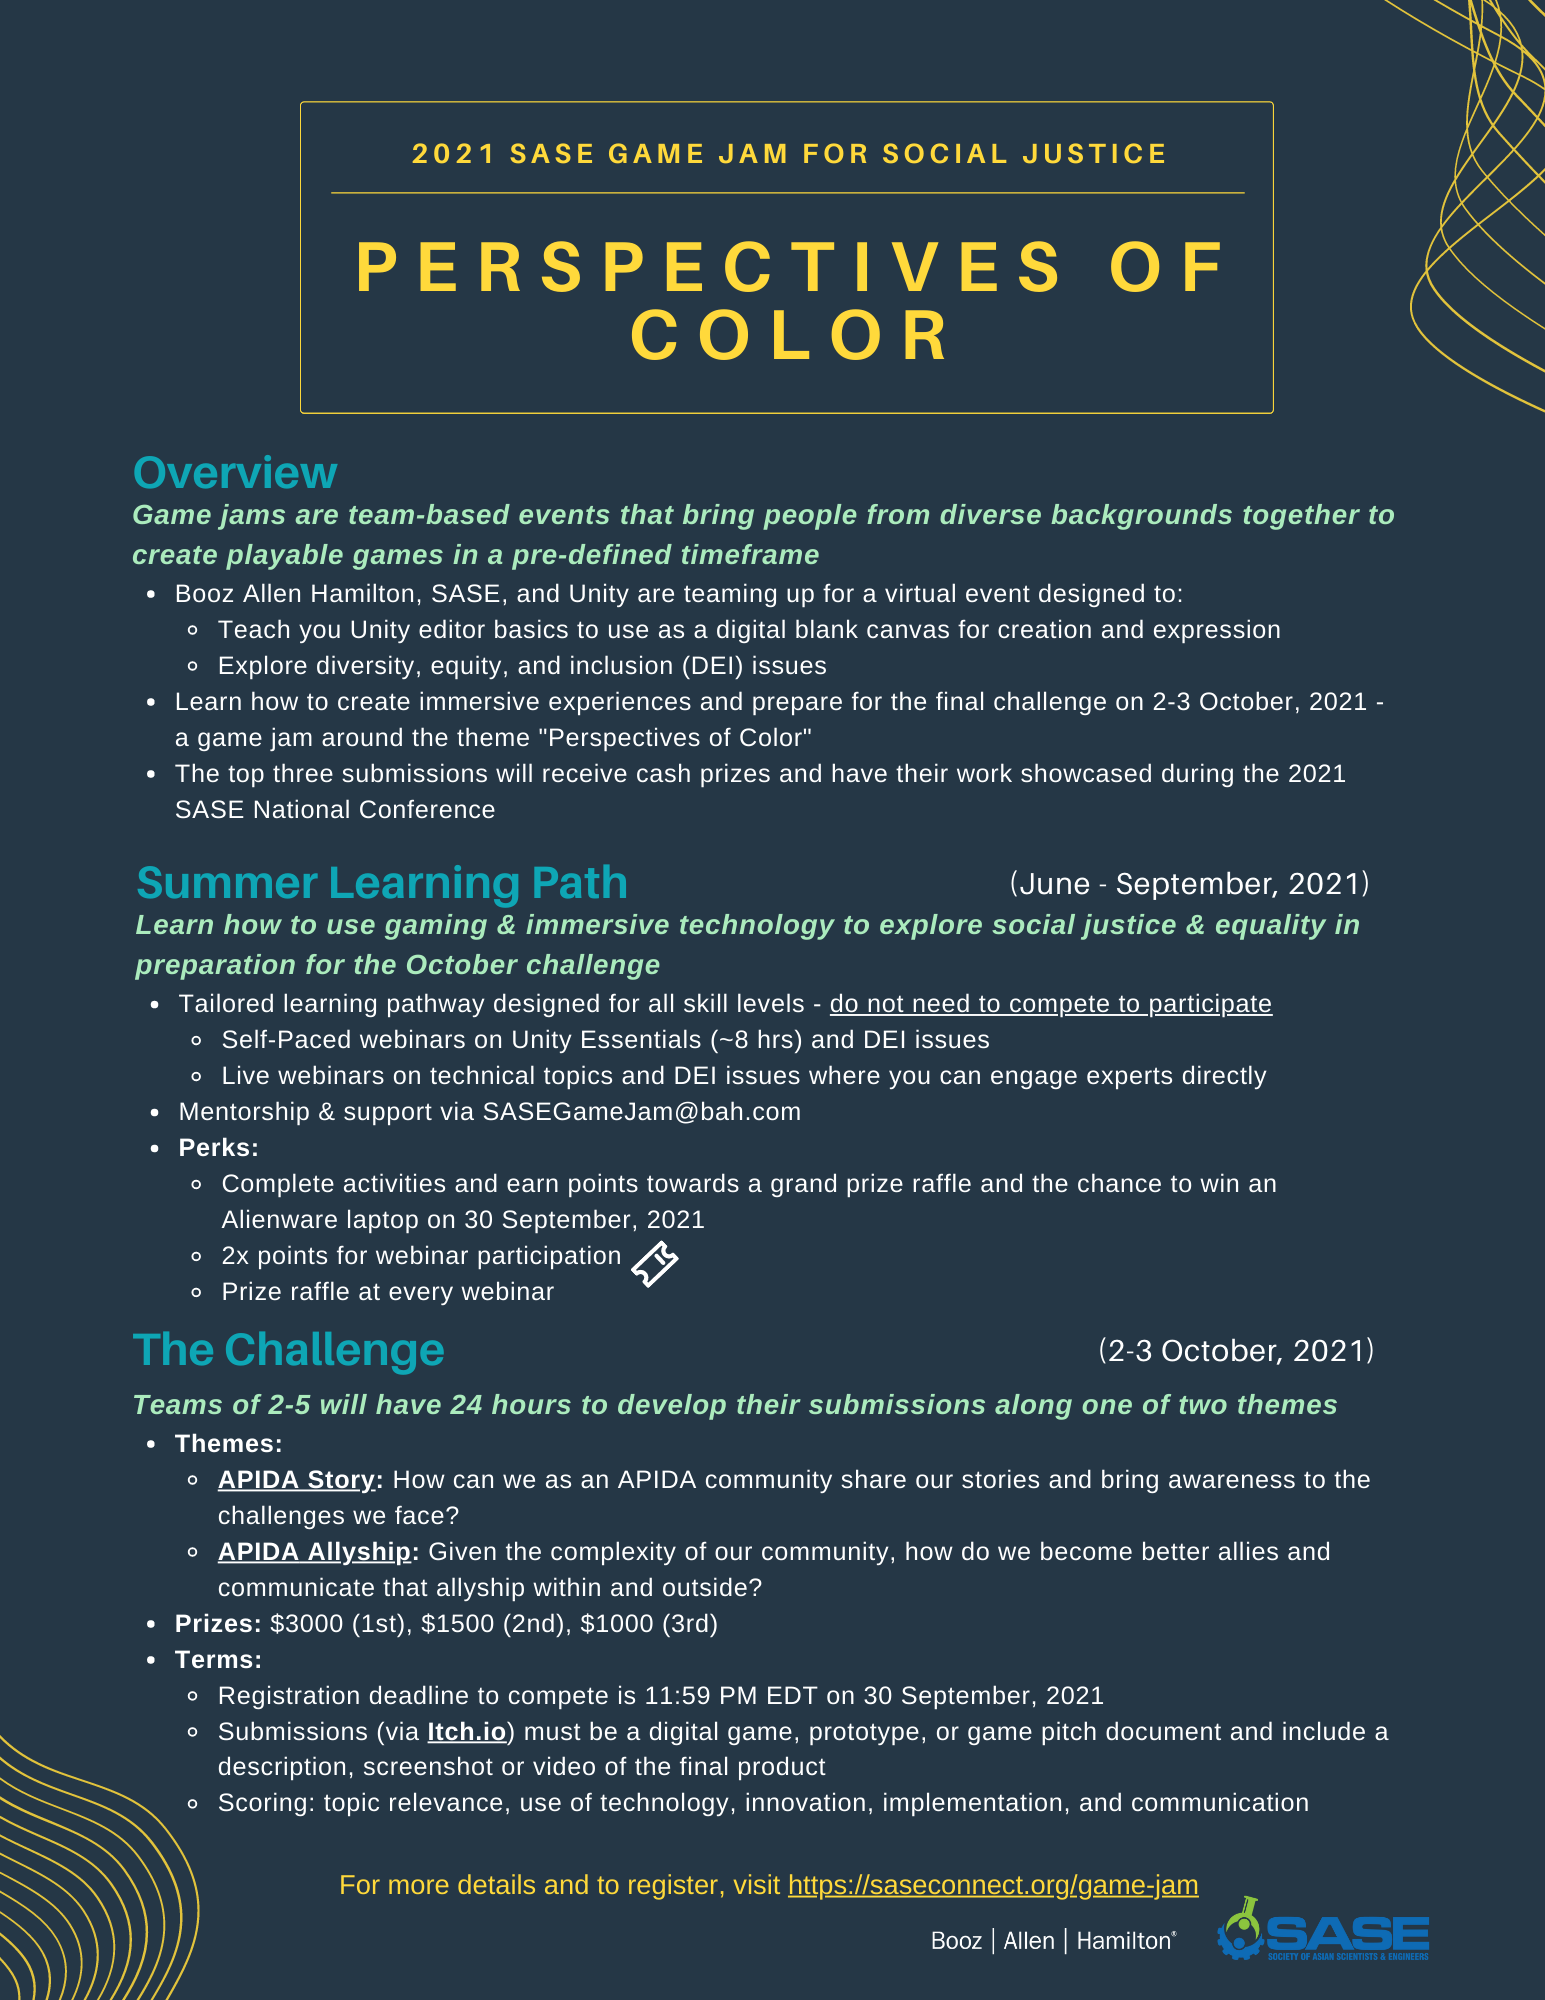 2021 SASE GAME JAM FOR SOCIAL JUSTICE
PERSPECTIVES OF
COLOR
Overview
Game jams are team-based events that bring people from diverse backgrounds together to
create playable games in a pre-defined timeframe
• Booz Allen Hamilton, SASE, and Unity are teaming up for a virtual event designed to:
◦ Teach you Unity editor basics to use as a digital blank canvas for creation and expression
◦ Explore diversity, equity, and inclusion (DEI) issues
• Learn how to create immersive experiences and prepare for the final challenge on 2-3 October, 2021 -
a game jam around the theme "Perspectives of Color"
• The top three submissions will receive cash prizes and have their work showcased during the 2021
SASE National Conference
Summer Learning Path (June - September, 2021)
Learn how to use gaming & immersive technology to explore social justice & equality in
preparation for the October challenge
• Tailored learning pathway designed for all skill levels - do not need to compete to participate
◦ Self-Paced webinars on Unity Essentials (~8 hrs) and DEI issues
◦ Live webinars on technical topics and DEI issues where you can engage experts directly
• Mentorship & support via SASEGameJam@bah.com
• Perks:
◦ Complete activities and earn points towards a grand prize raffle and the chance to win an
Alienware laptop on 30 September, 2021
◦ 2x points for webinar participation
◦ Prize raffle at every webinar
The Challenge (2-3 October, 2021)
Teams of 2-5 will have 24 hours to develop their submissions along one of two themes
• Themes:
◦ APIDA Story: How can we as an APIDA community share our stories and bring awareness to the
challenges we face?
◦ APIDA Allyship: Given the complexity of our community, how do we become better allies and
communicate that allyship within and outside?
• Prizes: $3000 (1st), $1500 (2nd), $1000 (3rd)
• Terms:
◦ Registration deadline to compete is 11:59 PM EDT on 30 September, 2021
◦ Submissions (via Itch.io) must be a digital game, prototype, or game pitch document and include a
description, screenshot or video of the final product
◦ Scoring: topic relevance, use of technology, innovation, implementation, and communication
For more details and to register, visit https://saseconnect.org/game-jam
Booz | Allen | Hamilton®
SASE
SOCIETY OF ASIAN SCIENTISTS & ENGINEERS